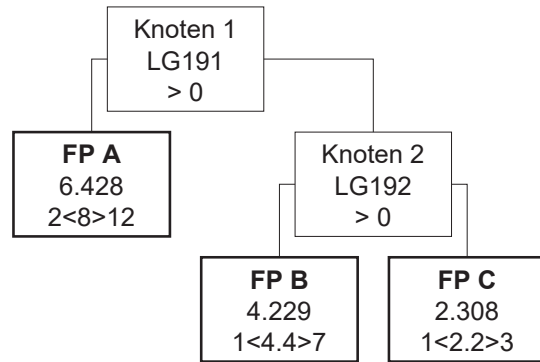 Knoten 1
LG191
> 0
FP A
6.428
2<8>12
Knoten 2
LG192
> 0
FP B
4.229
1<4.4>7
FP C
2.308
1<2.2>3